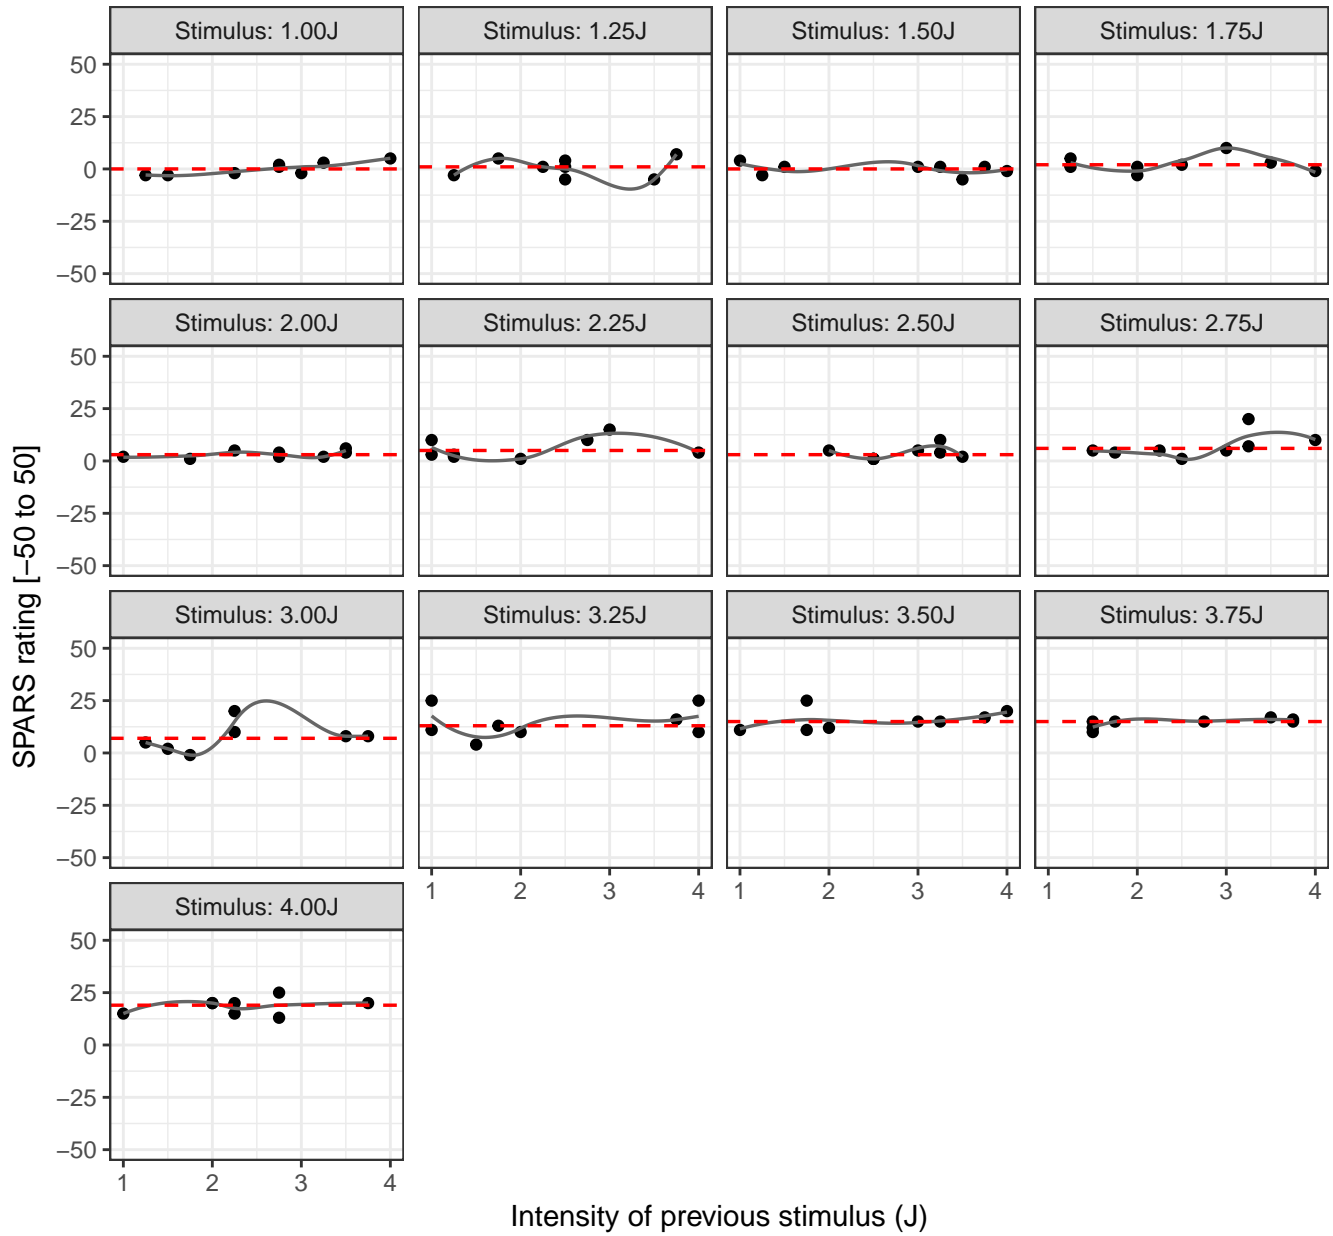 Stimulus: 1.00J
Stimulus: 1.25J
Stimulus: 1.50J
Stimulus: 1.75J
50
25
0
−25
−50
Stimulus: 2.00J
Stimulus: 2.25J
Stimulus: 2.50J
Stimulus: 2.75J
50
25
0
−25
−50
SPARS rating [−50 to 50]
Stimulus: 3.00J
Stimulus: 3.25J
Stimulus: 3.50J
Stimulus: 3.75J
50
25
0
−25
−50
1 2 3 4
1 2 3 4
1 2 3 4
Stimulus: 4.00J
50
25
0
−25
−50
1 2 3 4
Intensity of previous stimulus (J)